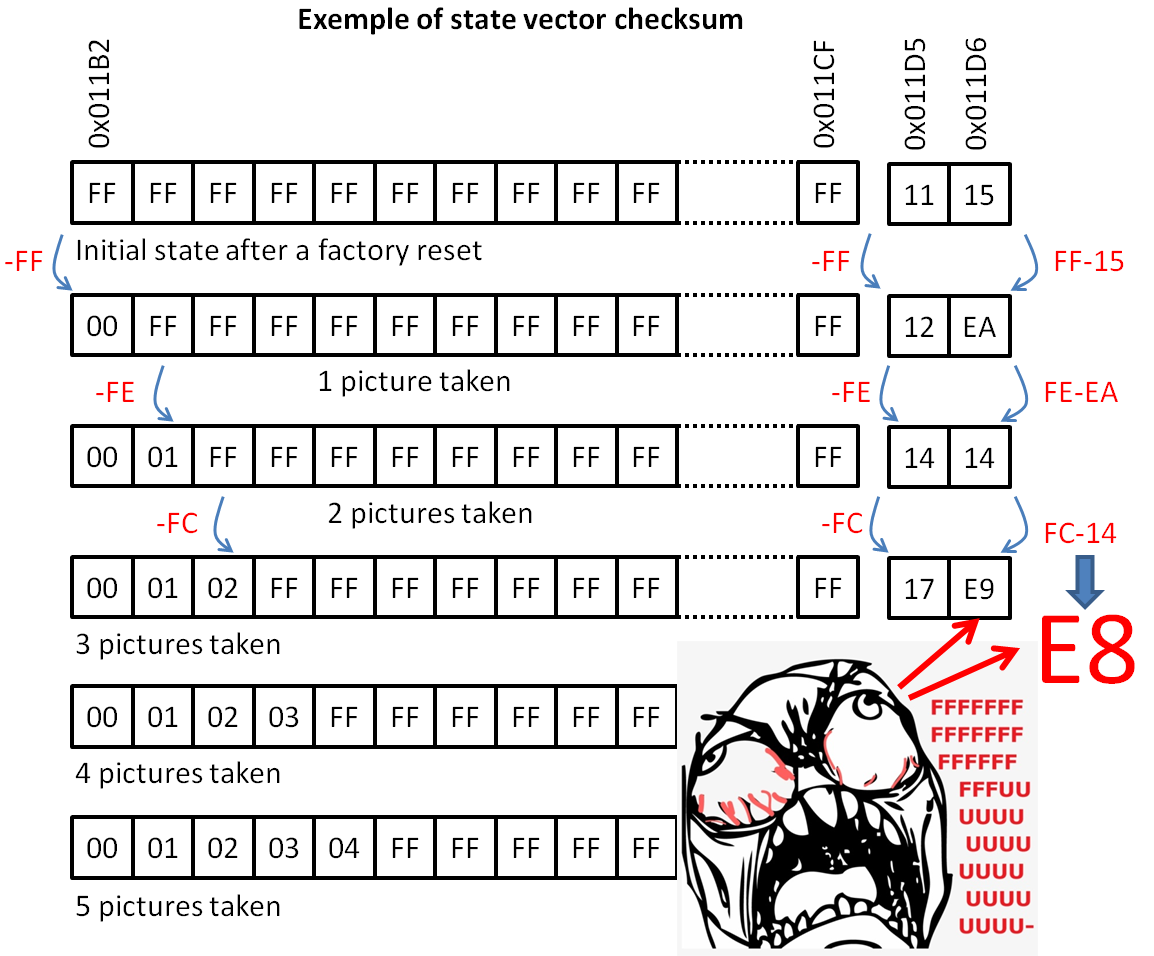 Exemple of state vector checksum
0x011B2 0x011CF 0x011D5 0x011D6
FF FF FF FF FF FF FF FF FF FF FF 11 15
Initial state after a factory reset
-FF -FF FF-15
00 FF FF FF FF FF FF FF FF FF FF 12 EA
1 picture taken
-FE -FE FE-EA
00 01 FF FF FF FF FF FF FF FF FF 14 14
2 pictures taken
-FC -FC FC-14
00 01 02 FF FF FF FF FF FF FF FF 17 E9
E8
3 pictures taken
00 01 02 03 FF FF FF FF FF FF
4 pictures taken
00 01 02 03 04 FF FF FF FF FF
5 pictures taken
FFFFFFF
FFFFFFF
FFFFFF
FFFUU
UUUU
UUUU
UUUU
UUUU
UUUU-